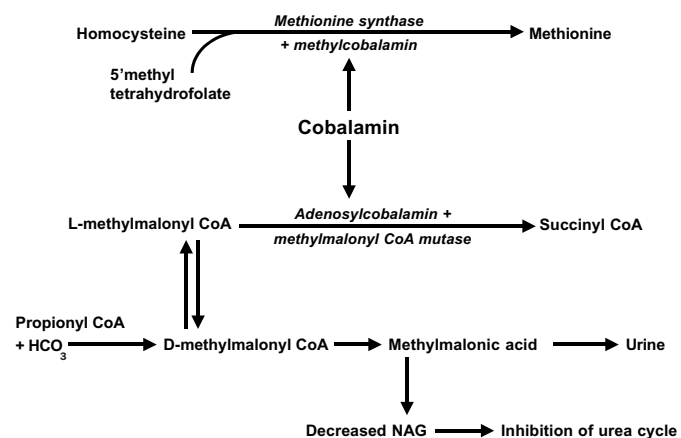 Methionine synthase
Homocysteine
Methionine
+ methylcobalamin
5’methyl
tetrahydrofolate
Cobalamin
Adenosylcobalamin +
L-methylmalonyl CoA
Succinyl CoA
methylmalonyl CoA mutase
Propionyl CoA
+ HCO3
D-methylmalonyl CoA
Methylmalonic acid
Urine
Decreased NAG
Inhibition of urea cycle